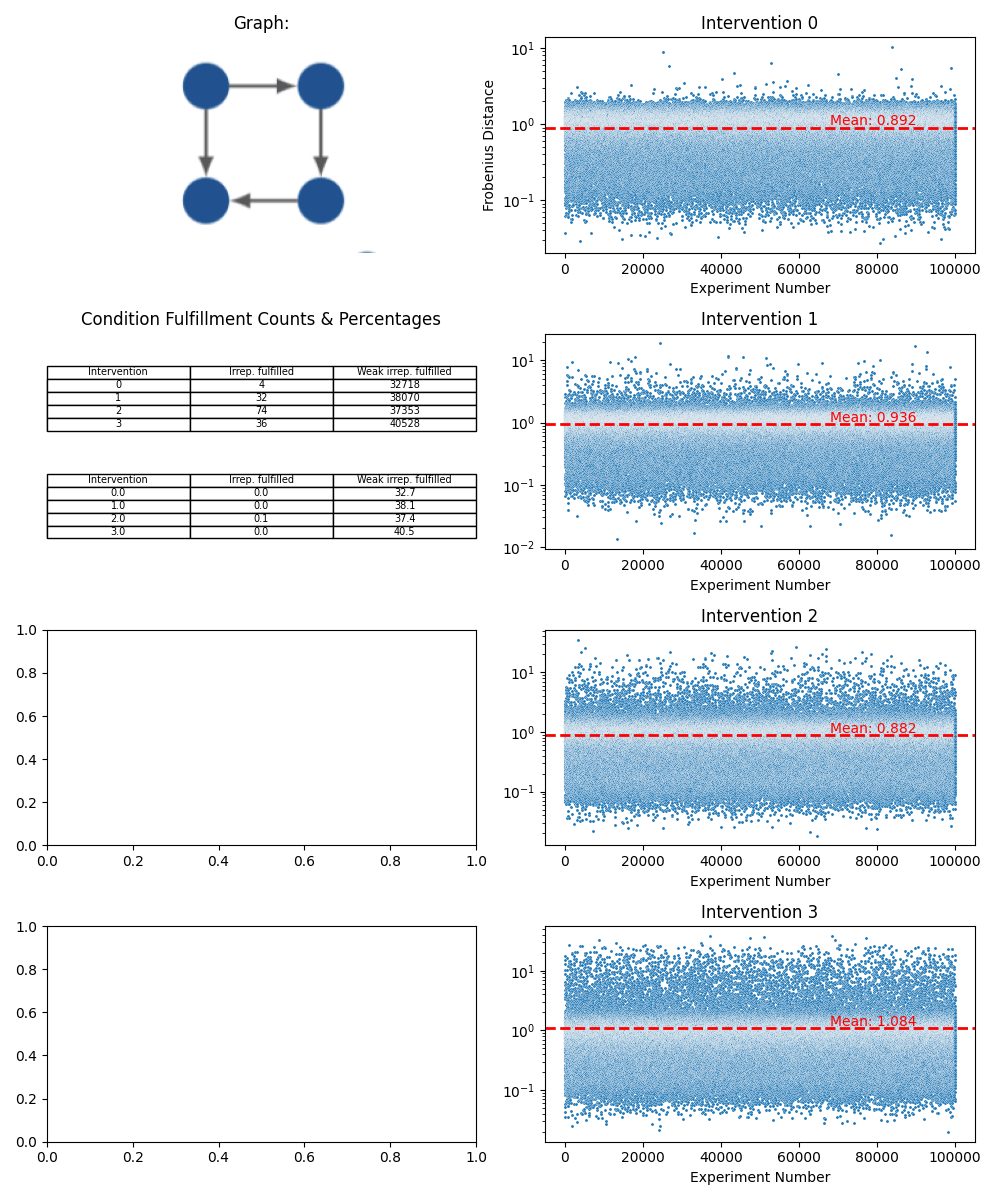 Graph:
Condition Fulfillment Counts & Percentages
Intervention Irrep. fulfilled Weak irrep. fulfilled
0 4 32718
1 32 38070
2 74 37353
3 36 40528
Intervention Irrep. fulfilled Weak irrep. fulfilled
0.0 0.0 32.7
1.0 0.0 38.1
2.0 0.1 37.4
3.0 0.0 40.5
1.0
0.8
0.6
0.4
0.2
0.0
0.0 0.2 0.4 0.6 0.8 1.0
1.0
0.8
0.6
0.4
0.2
0.0
0.0 0.2 0.4 0.6 0.8 1.0
Intervention 0
Frobenius Distance
10¹
10⁰
10⁻¹
Mean: 0.892
0 20000 40000 60000 80000 100000
Experiment Number
Intervention 1
10¹
10⁰
10⁻¹
10⁻²
Mean: 0.936
0 20000 40000 60000 80000 100000
Experiment Number
Intervention 2
10¹
10⁰
10⁻¹
Mean: 0.882
0 20000 40000 60000 80000 100000
Experiment Number
Intervention 3
10¹
10⁰
10⁻¹
Mean: 1.084
0 20000 40000 60000 80000 100000
Experiment Number